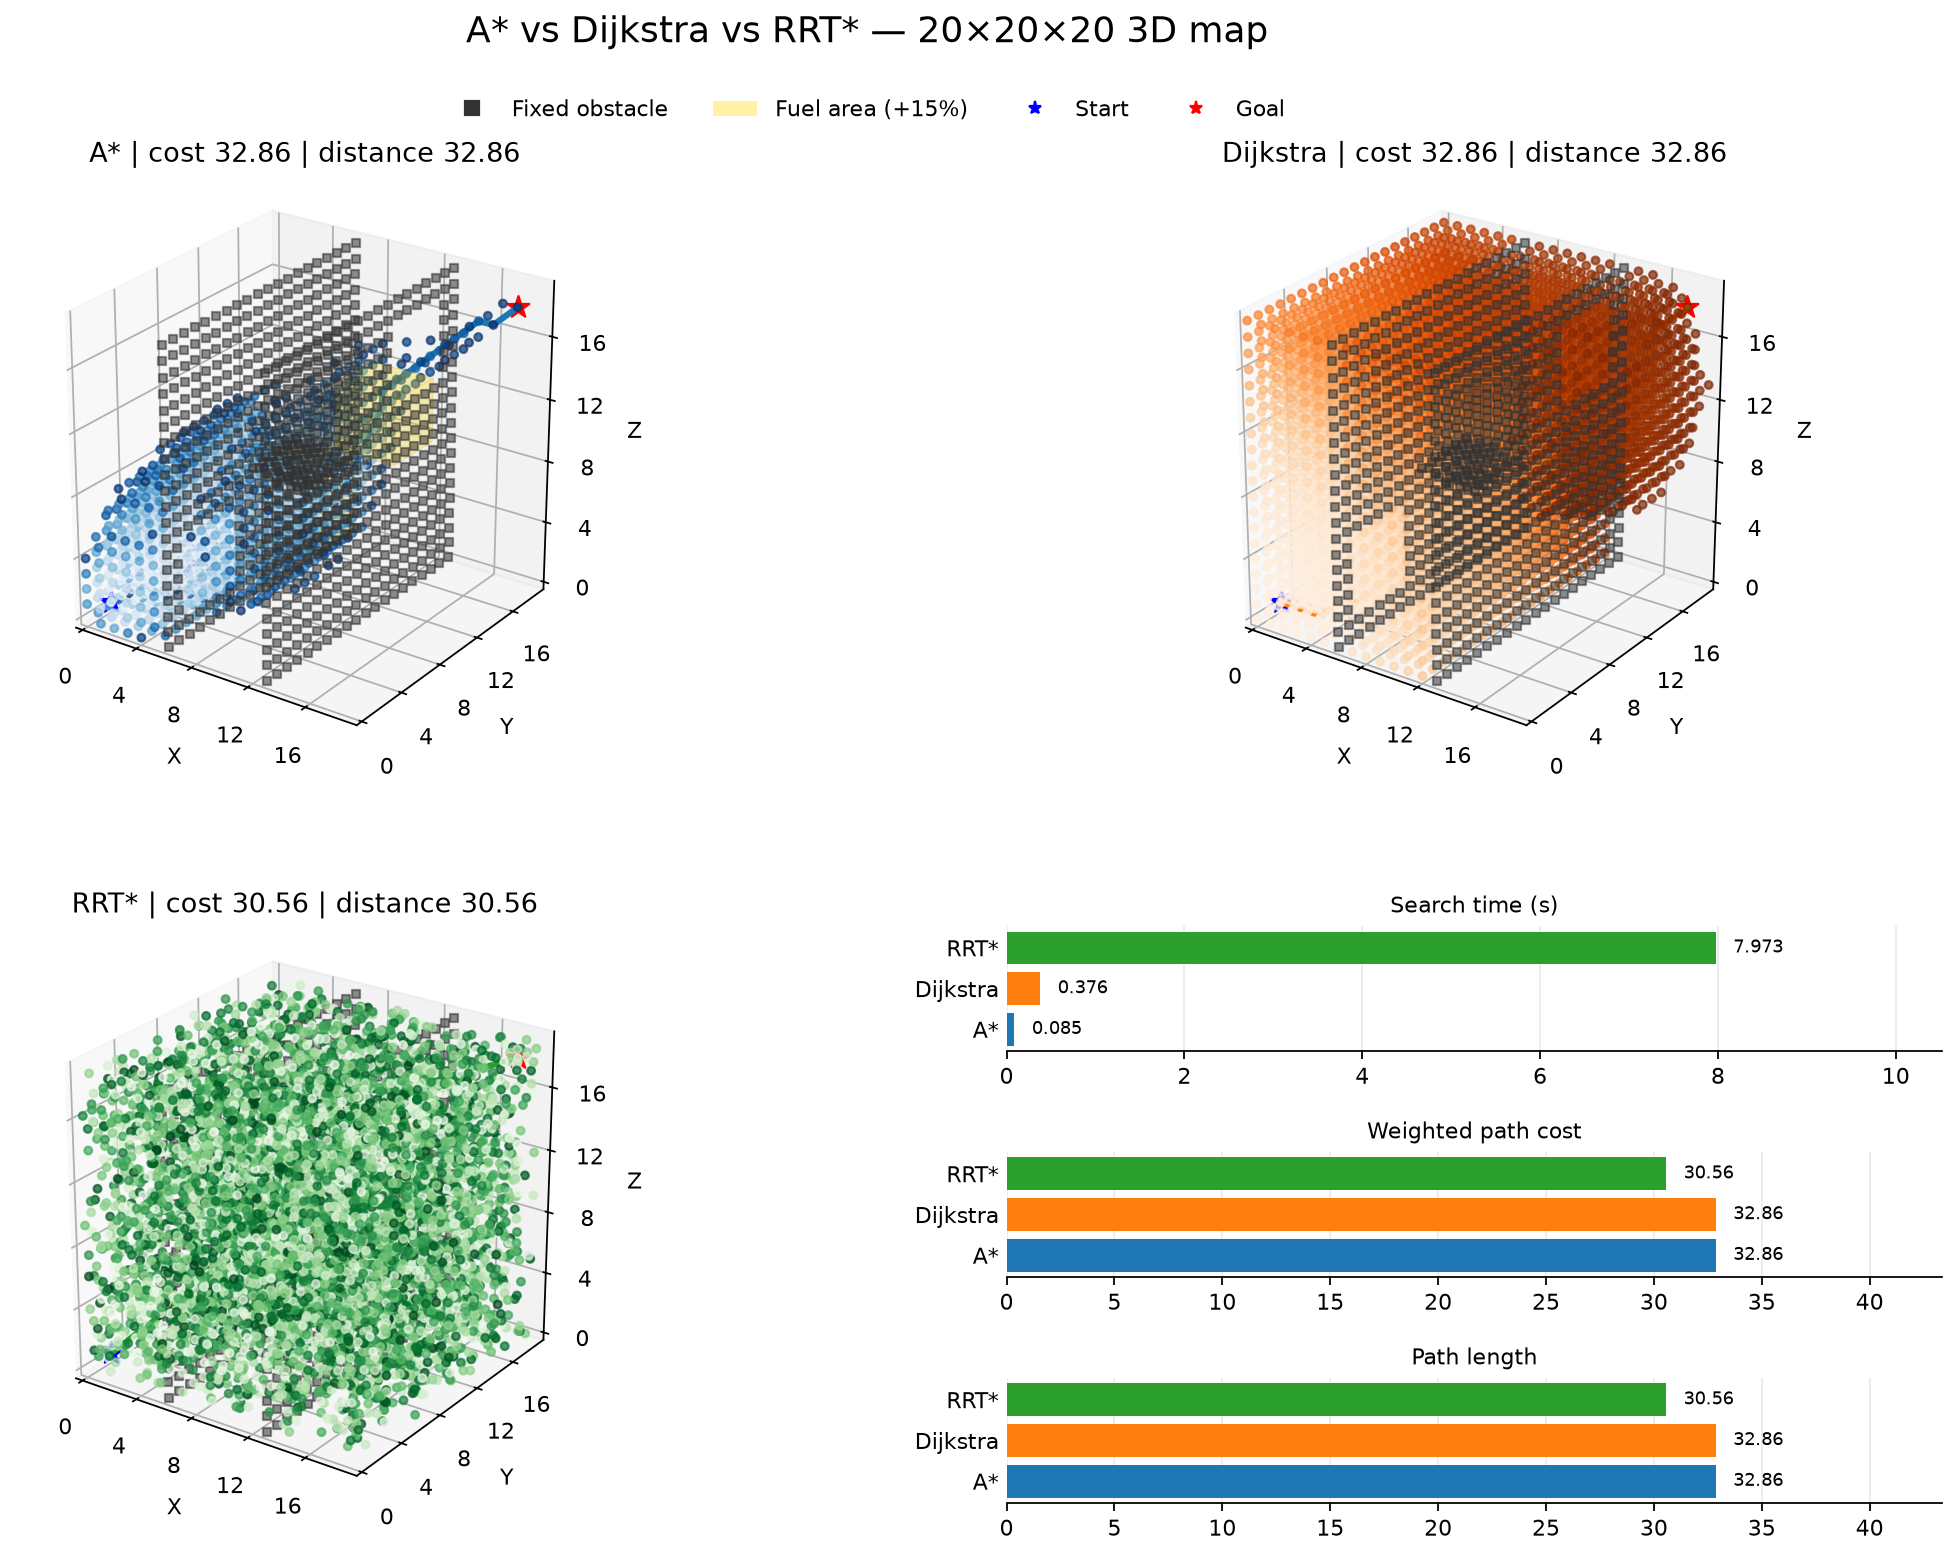 A* vs Dijkstra vs RRT* — 20×20×20 3D map
Fixed obstacle Fuel area (+15%) Start Goal
A* | cost 32.86 | distance 32.86
16
12
8
4
0
Z
0
4
8
12
16
X
0
4
8
12
16
Y
Dijkstra | cost 32.86 | distance 32.86
16
12
8
4
0
Z
0
4
8
12
16
X
0
4
8
12
16
Y
RRT* | cost 30.56 | distance 30.56
16
12
8
4
0
Z
0
4
8
12
16
X
0
4
8
12
16
Y
Search time (s)
RRT* 7.973
Dijkstra 0.376
A* 0.085
0 2 4 6 8 10
Weighted path cost
RRT* 30.56
Dijkstra 32.86
A* 32.86
0 5 10 15 20 25 30 35 40
Path length
RRT* 30.56
Dijkstra 32.86
A* 32.86
0 5 10 15 20 25 30 35 40